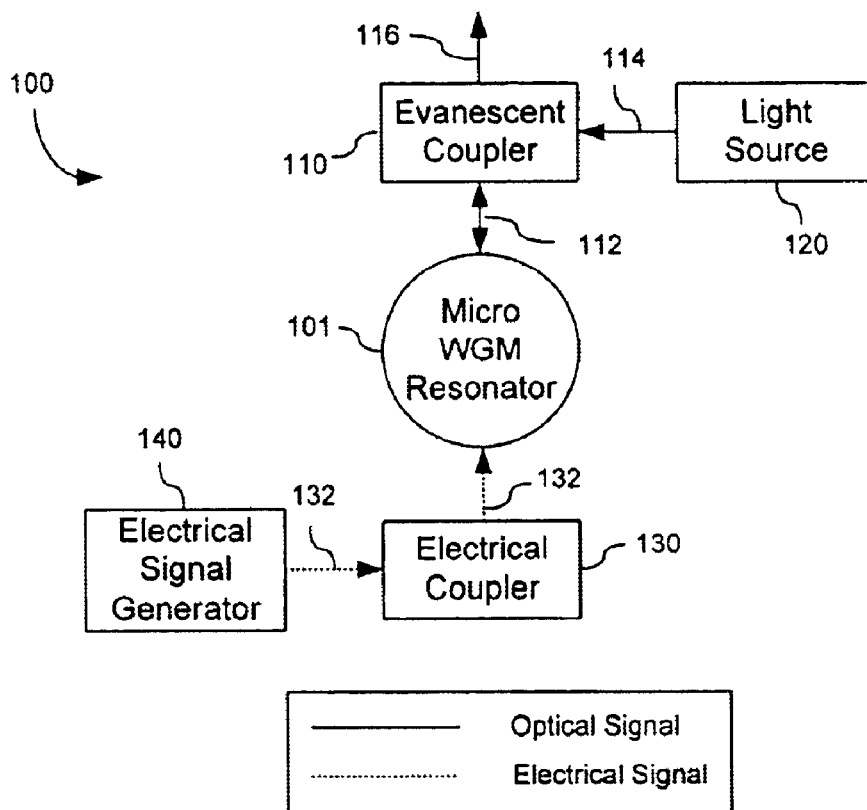 116
114
100
Evanescent
Coupler
Light
Source
110
112
120
101
Micro
WGM
Resonator
140
132
132
Electrical
Signal
Generator
Electrical
Coupler
130
Optical Signal
Electrical Signal